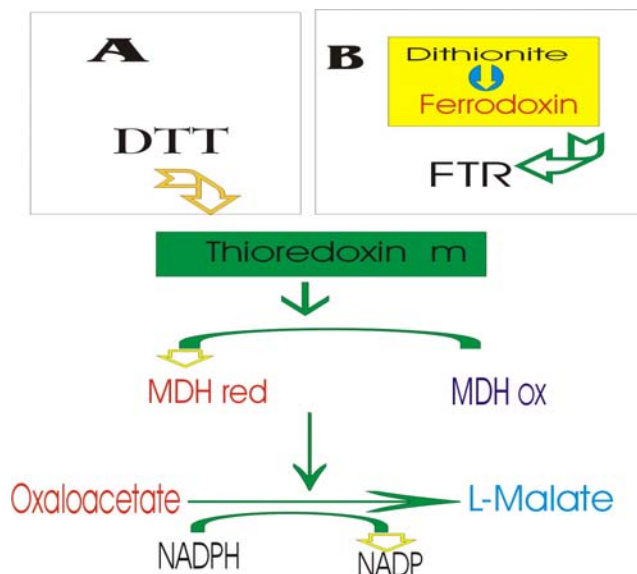 A
DTT
B
Dithionite
Ferrodoxin
FTR
Thioredoxin m
MDH red
MDH ox
Oxaloacetate
L-Malate
NADPH
NADP